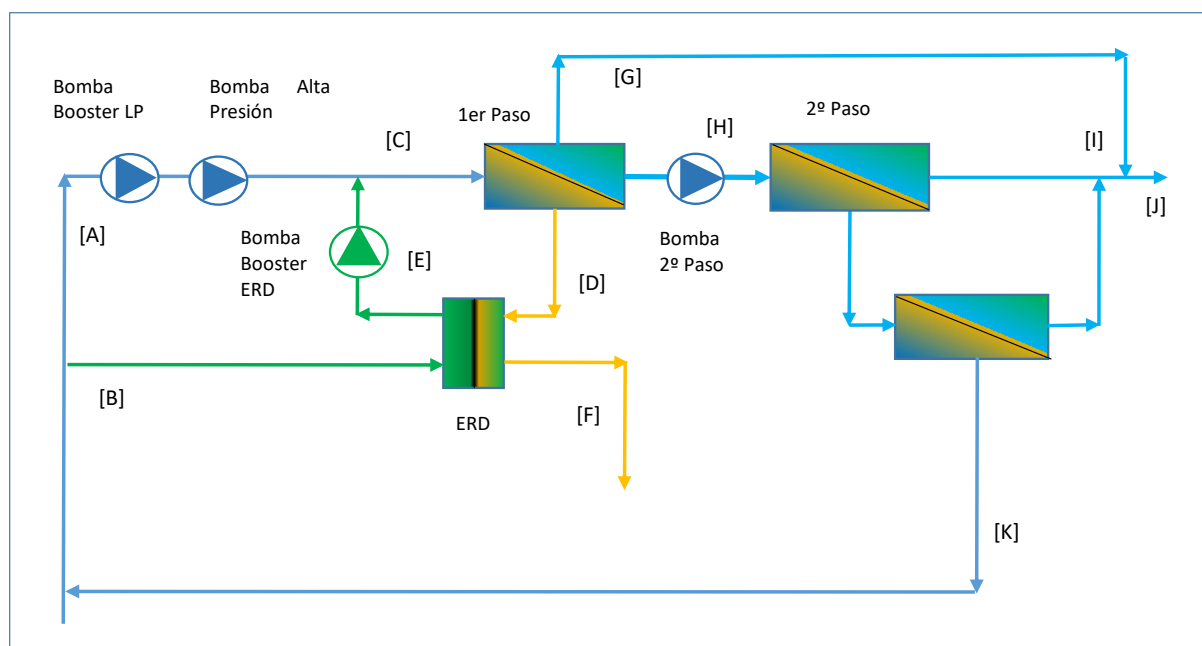 Bomba
Booster LP
Bomba Alta
Presión
[G]
1er Paso
2º Paso
[C]
[H]
[I]
[J]
[A]
Bomba
Booster
ERD
[E]
Bomba
2º Paso
[D]
[B]
ERD
[F]
[K]